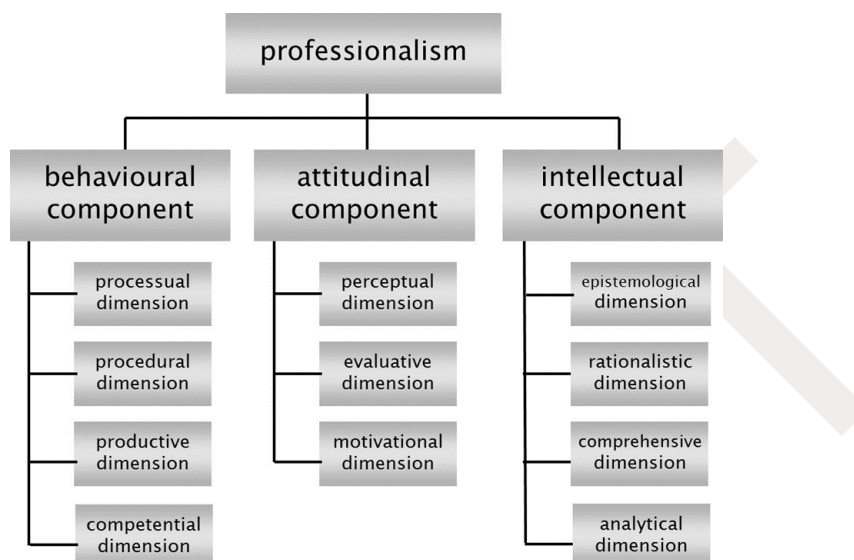 professionalism
behavioural
component
attitudinal
component
intellectual
component
processual
dimension
procedural
dimension
productive
dimension
competential
dimension
perceptual
dimension
evaluative
dimension
motivational
dimension
epistemological
dimension
rationalistic
dimension
comprehensive
dimension
analytical
dimension